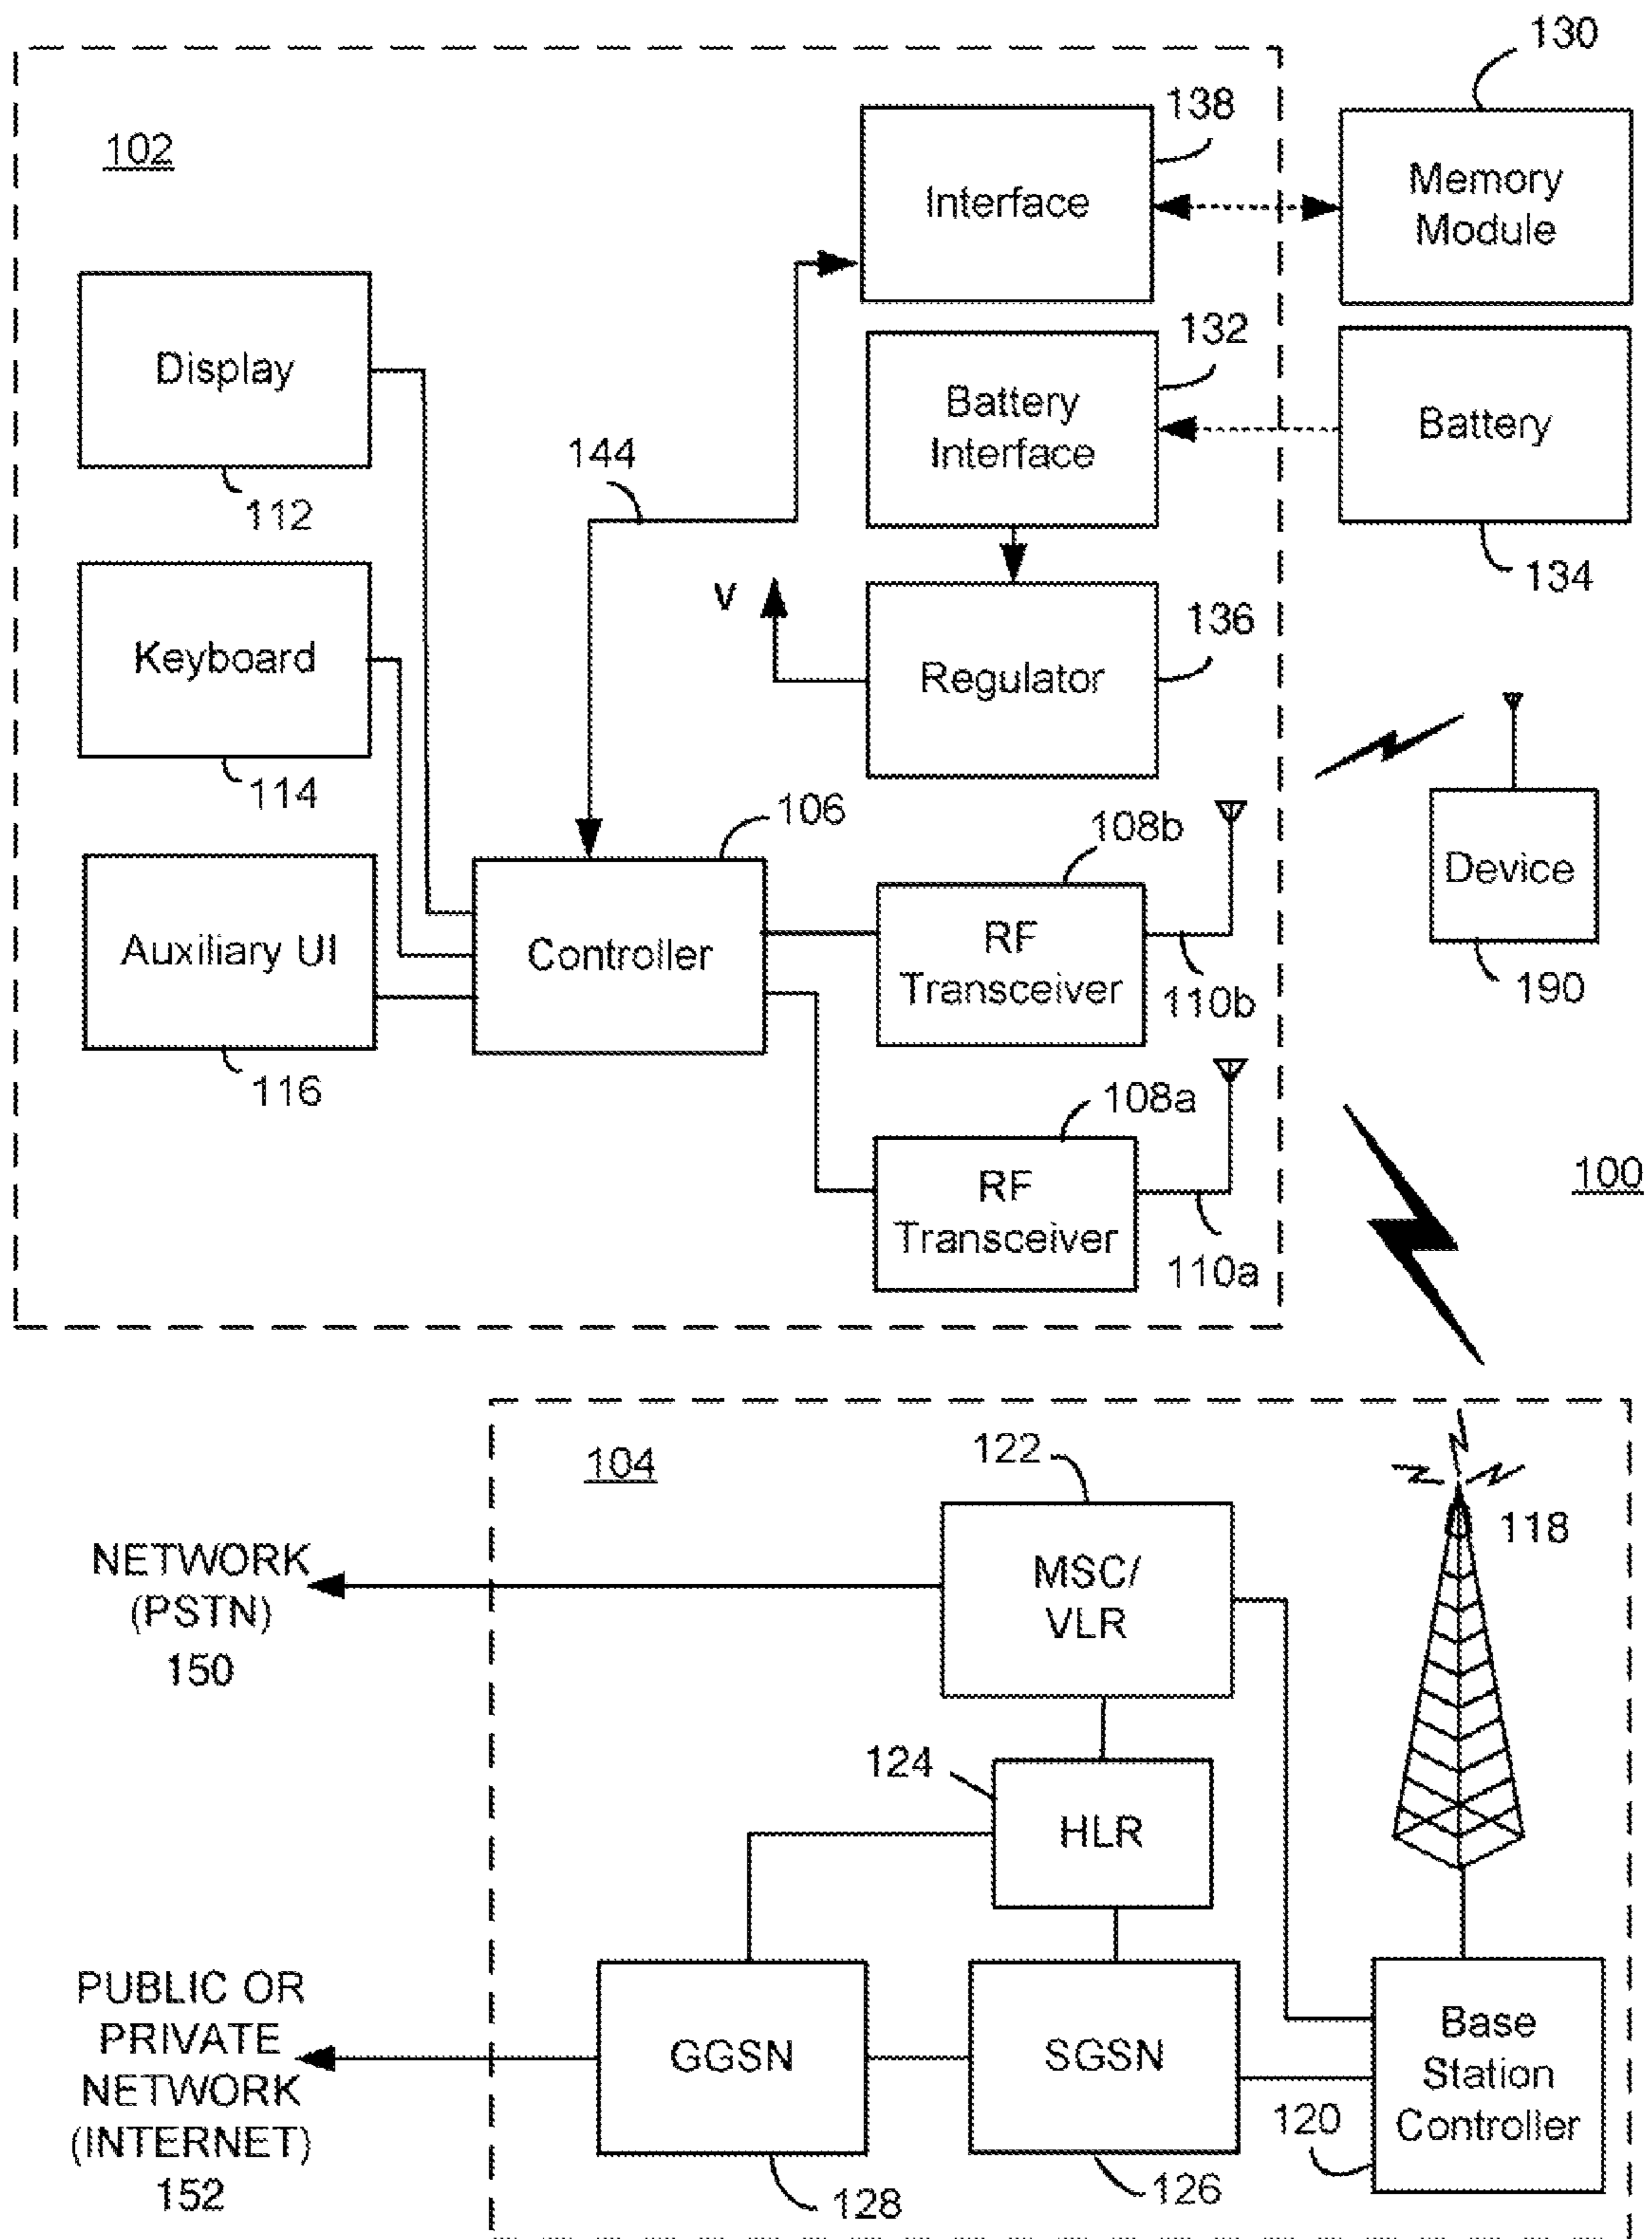 130
138
102
Interface
Memory
Module
132
Display
Battery
Interface
Battery
144
112
134
V
136
Keyboard
Regulator
114
106
108b
Device
Auxiliary UI
Controller
RF
Transceiver
110b
190
116
108a
100
RF
Transceiver
110a
122
104
118
NETWORK
(PSTN)
150
MSC/
VLR
124
HLR
PUBLIC OR
PRIVATE
NETWORK
(INTERNET)
152
GGSN
SGSN
Base
Station
Controller
120
128
126